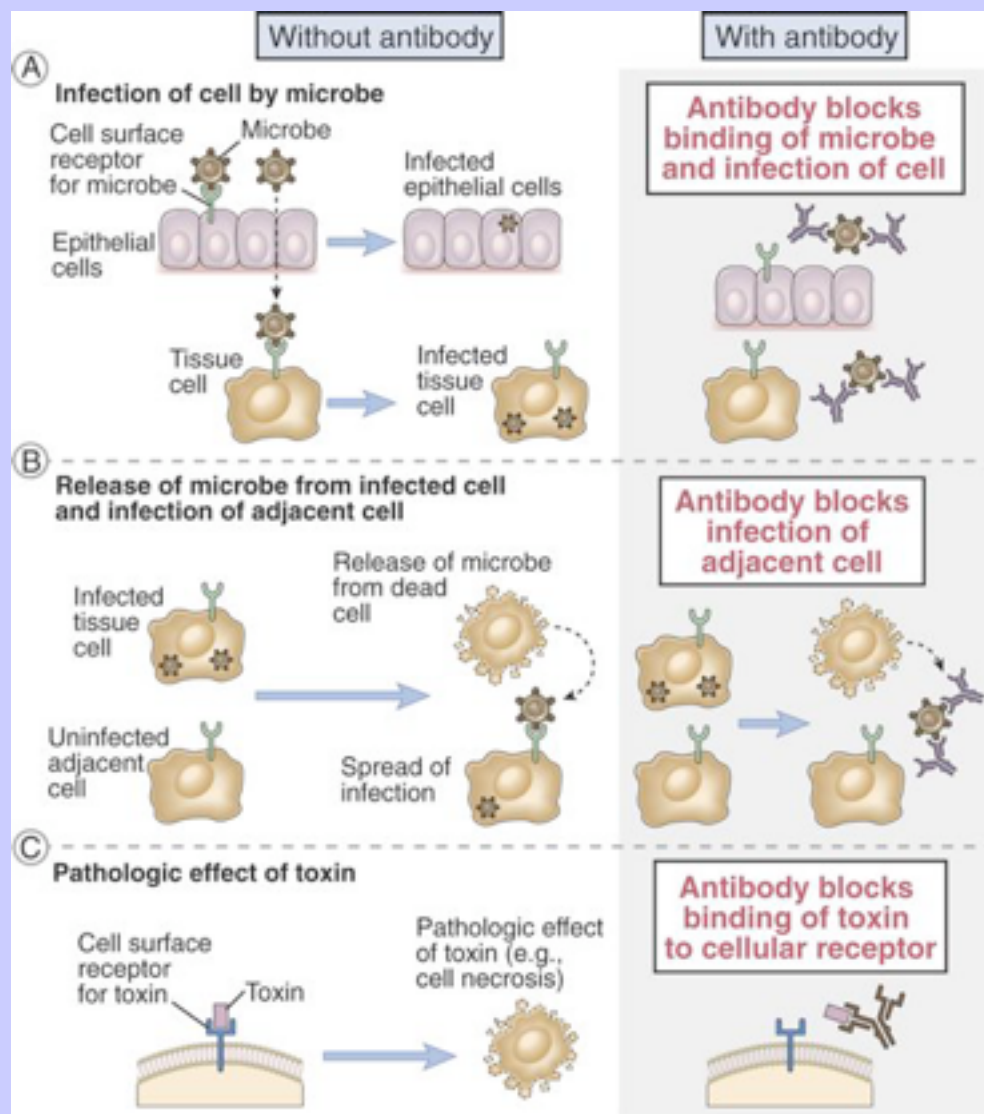 Without antibody
With antibody
A
Infection of cell by microbe
Cell surface
receptor
for microbe
Microbe
Epithelial
cells
Infected
epithelial cells
Tissue
cell
Infected
tissue
cell
Antibody blocks
binding of microbe
and infection of cell
B
Release of microbe from infected cell
and infection of adjacent cell
Infected
tissue
cell
Uninfected
adjacent
cell
Release of microbe
from dead
cell
Spread of
infection
Antibody blocks
infection of
adjacent cell
C
Pathologic effect of toxin
Cell surface
receptor
for toxin
Toxin
Pathologic effect
of toxin (e.g.,
cell necrosis)
Antibody blocks
binding of toxin
to cellular receptor